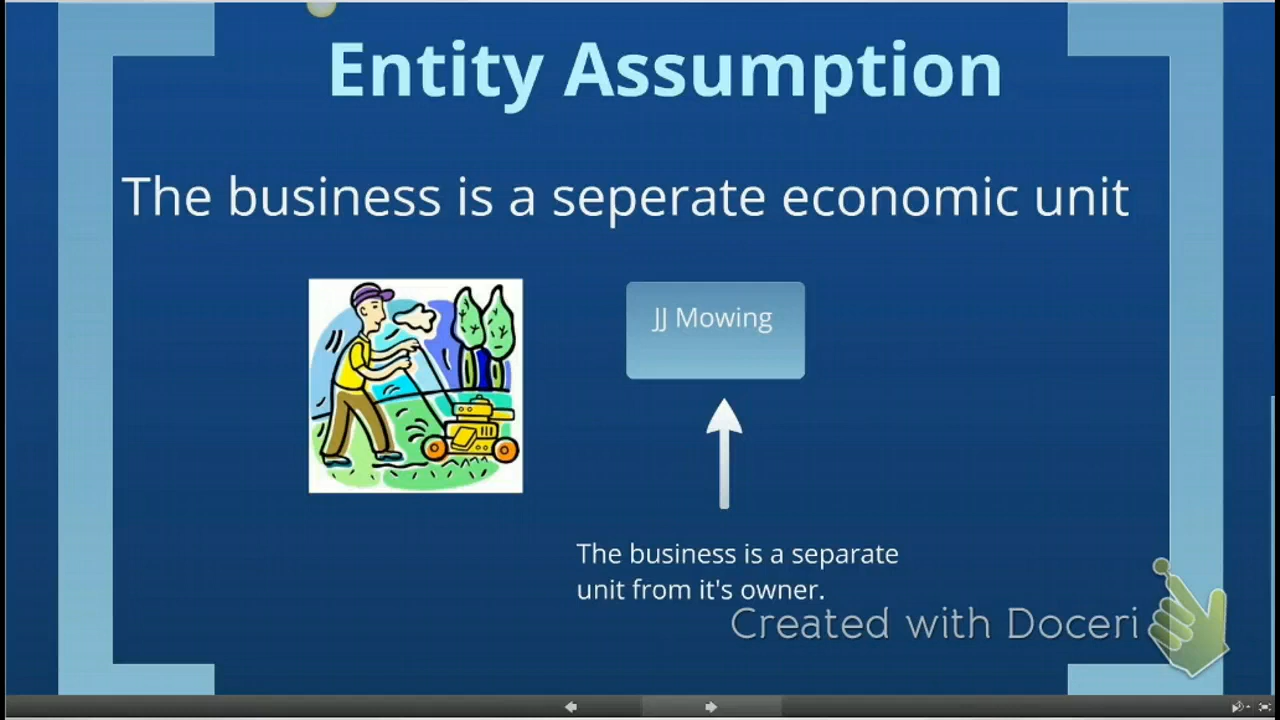 Entity Assumption
The business is a seperate economic unit
JJ Mowing
The business is a separate
unit from it's owner.
Created with Doceri